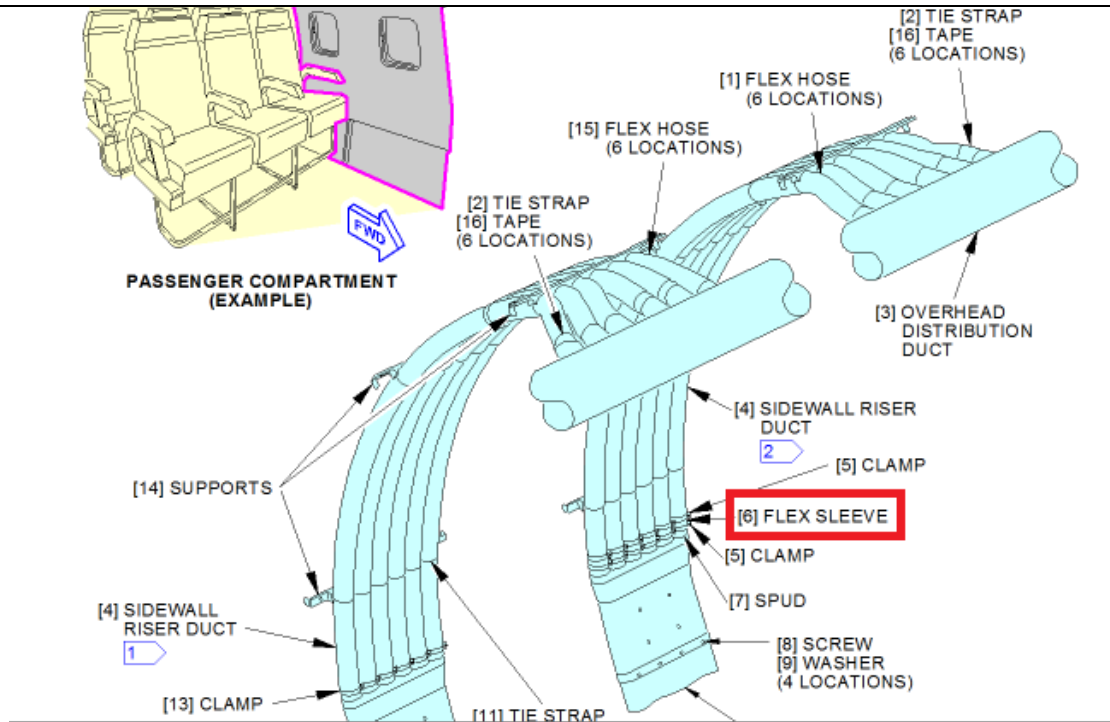 [2] TIE STRAP
[16] TAPE
(6 LOCATIONS)
[1] FLEX HOSE
(6 LOCATIONS)
[15] FLEX HOSE
(6 LOCATIONS)
[2] TIE STRAP
[16] TAPE
(6 LOCATIONS)
FWD
PASSENGER COMPARTMENT
(EXAMPLE)
[3] OVERHEAD
DISTRIBUTION
DUCT
[4] SIDEWALL RISER
DUCT
2
[5] CLAMP
[14] SUPPORTS
[6] FLEX SLEEVE
[5] CLAMP
[7] SPUD
[4] SIDEWALL
RISER DUCT
1
[8] SCREW
[9] WASHER
(4 LOCATIONS)
[13] CLAMP
[11] TIE STRAP